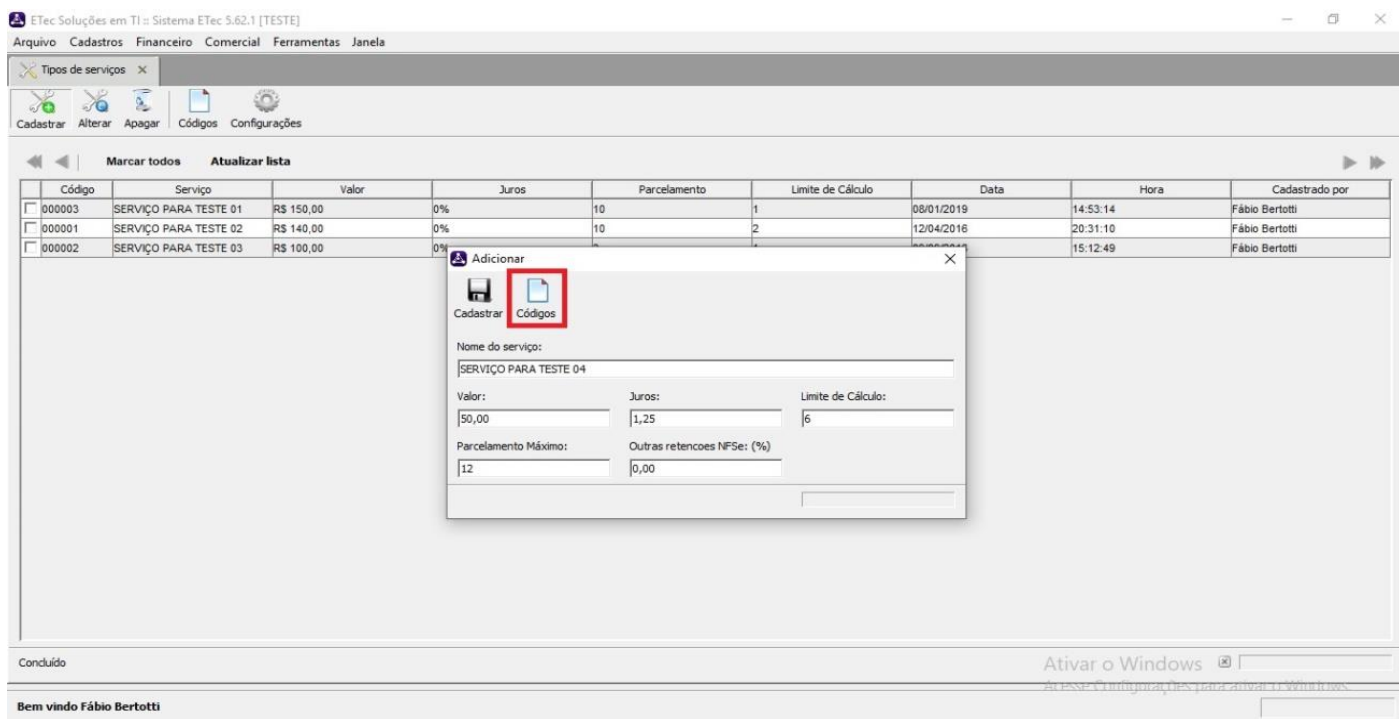 ETec Soluções em TI :: Sistema ETec 5.62.1 [TESTE]
Arquivo Cadastros Financeiro Comercial Ferramentas Janela
Tipos de serviços
Cadastrar Alterar Apagar Códigos Configurações
Marcar todos Atualizar lista
Código Serviço Valor Juros Parcelamento Limite de Cálculo Data Hora Cadastrado por
000003 SERVIÇO PARA TESTE 01 R$ 150,00 0% 10 1 08/01/2019 14:53:14 Fábio Bertotti
000001 SERVIÇO PARA TESTE 02 R$ 140,00 0% 10 2 12/04/2016 20:31:10 Fábio Bertotti
000002 SERVIÇO PARA TESTE 03 R$ 100,00 0% 15:12:49 Fábio Bertotti
Adicionar
Cadastrar Códigos
Nome do serviço:
SERVIÇO PARA TESTE 04
Valor: Juros: Limite de Cálculo:
50,00 1,25 6
Parcelamento Máximo: Outras retencoes NFSe: (%)
12 0,00
Concluído
Ativar o Windows
Acesse Configurações para ativar o Windows.
Bem vindo Fábio Bertotti